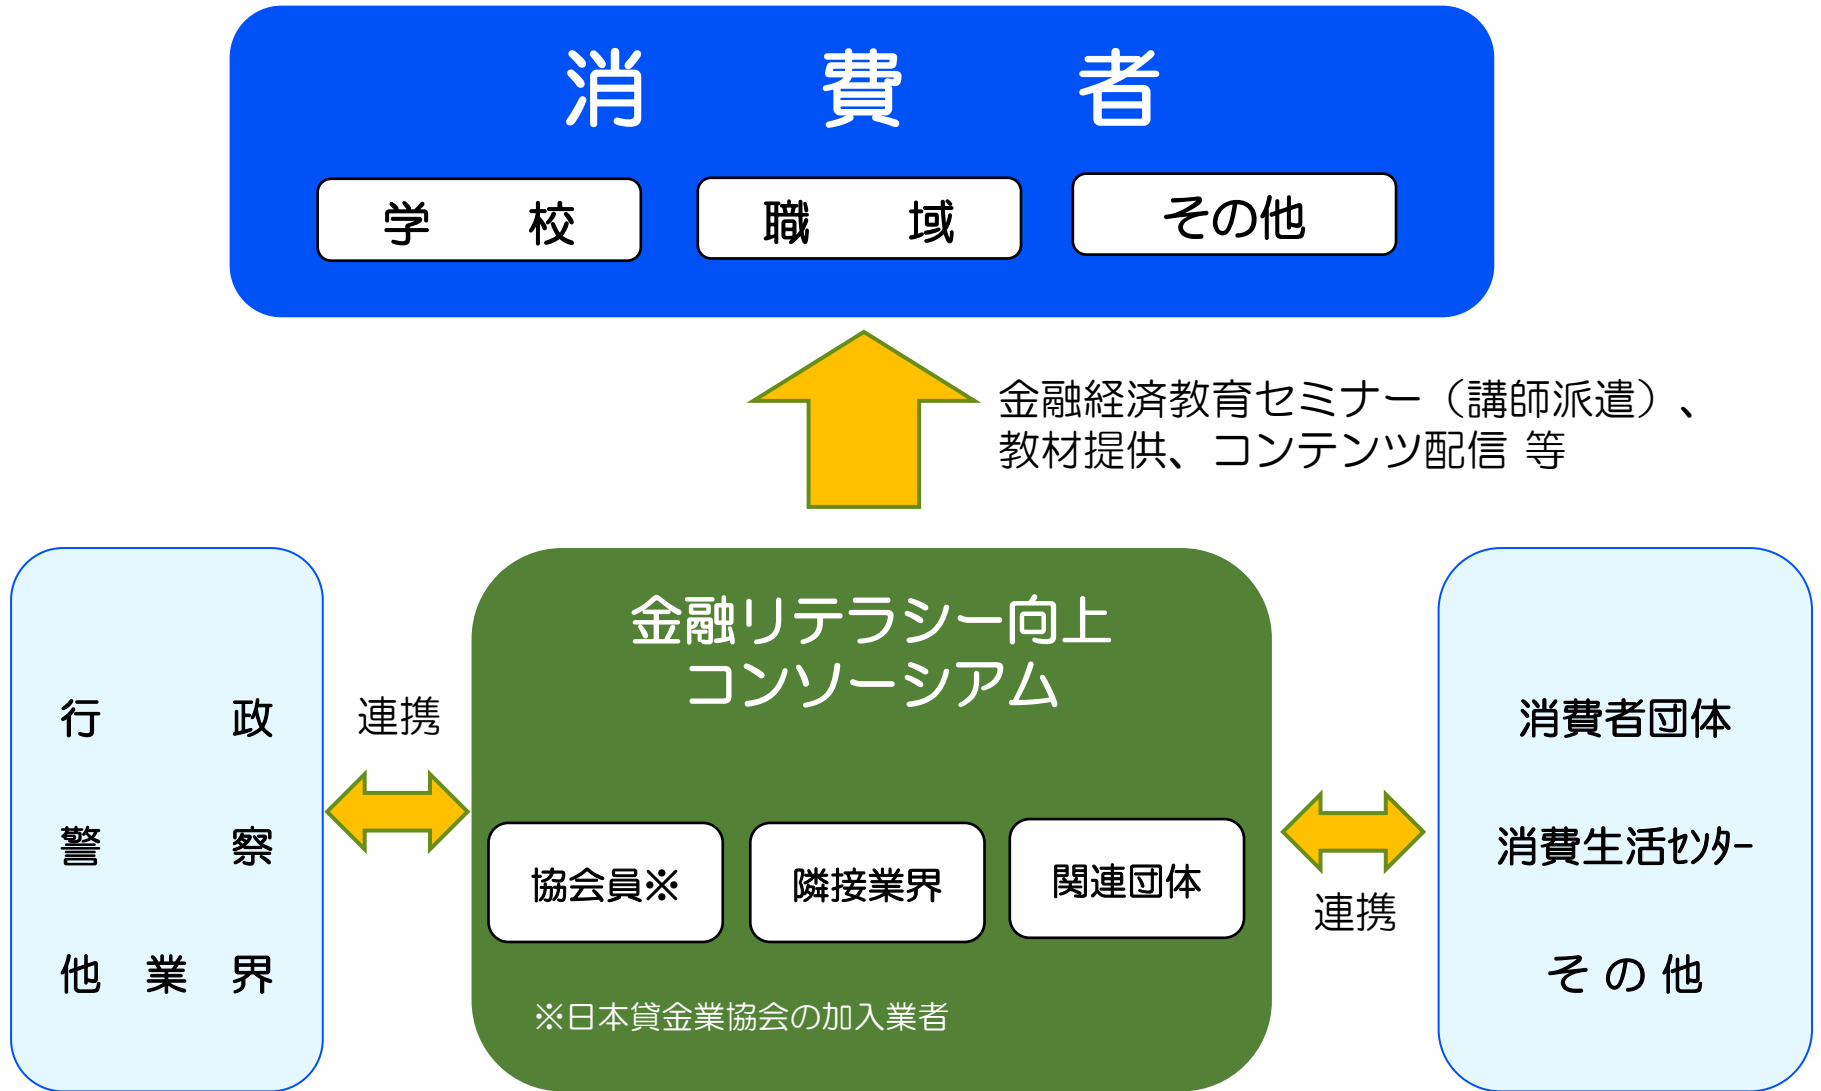 消費者
学校
職域
その他
金融経済教育セミナー（講師派遣）、
教材提供、コンテンツ配信 等
行政
警察
他業界
連携
金融リテラシー向上
コンソーシアム
協会員※
隣接業界
関連団体
※日本貸金業協会の加入業者
連携
消費者団体
消費生活ｾﾝﾀｰ
その他